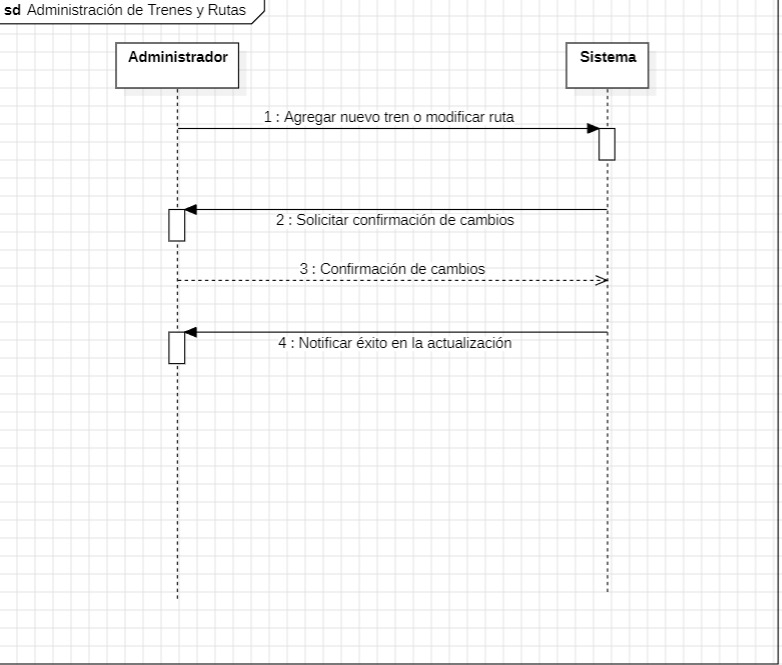 sd Administración de Trenes y Rutas
Administrador
Sistema
1 : Agregar nuevo tren o modificar ruta
2 : Solicitar confirmación de cambios
3 : Confirmación de cambios
4 : Notificar éxito en la actualización